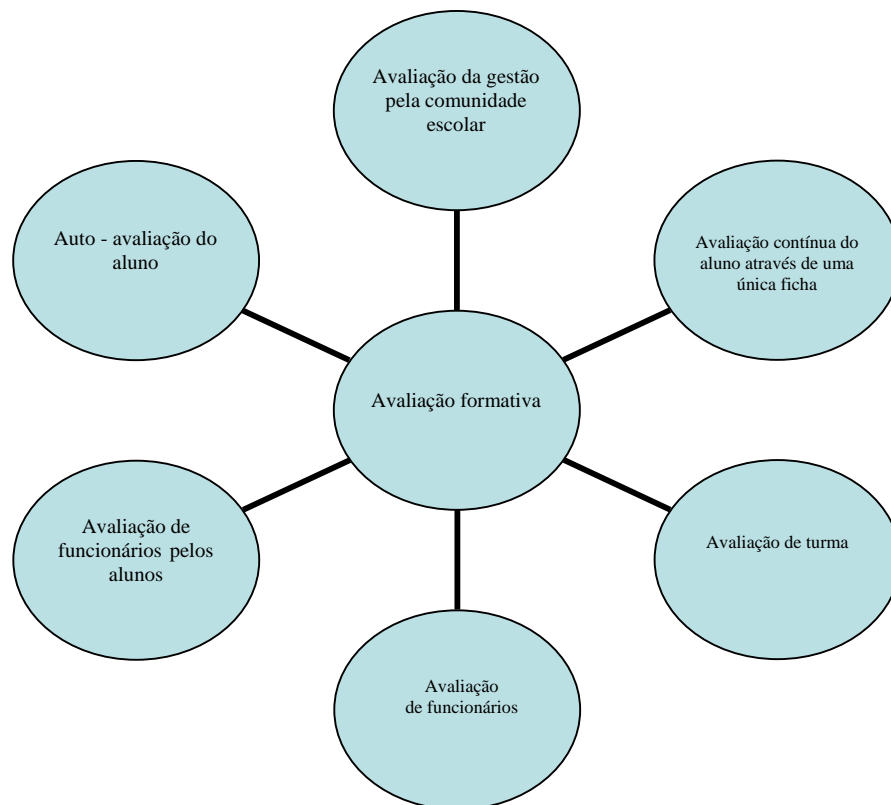 Avaliação da gestão
pela comunidade
escolar
Auto - avaliação do
aluno
Avaliação contínua do
aluno através de uma
única ficha
Avaliação formativa
Avaliação de
funcionários pelos
alunos
Avaliação de turma
Avaliação
de funcionários